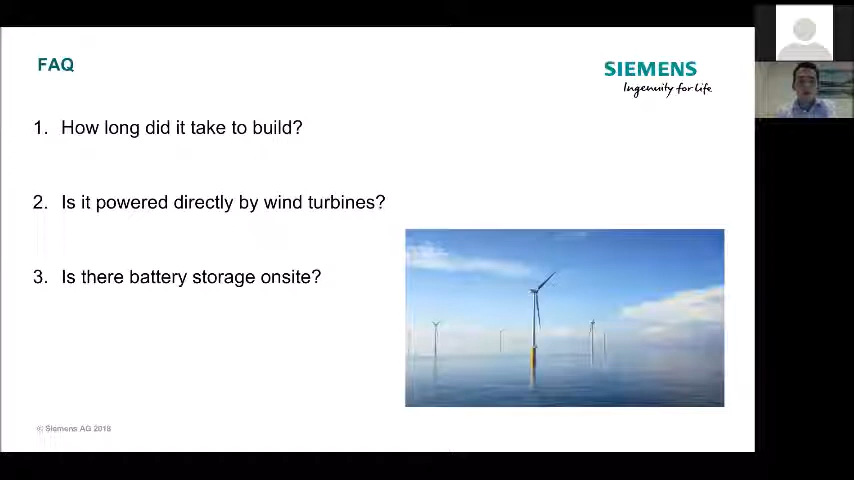 FAQ
SIEMENS
Ingenuity for life
1. How long did it take to build?
2. Is it powered directly by wind turbines?
3. Is there battery storage onsite?
© Siemens AG 2018